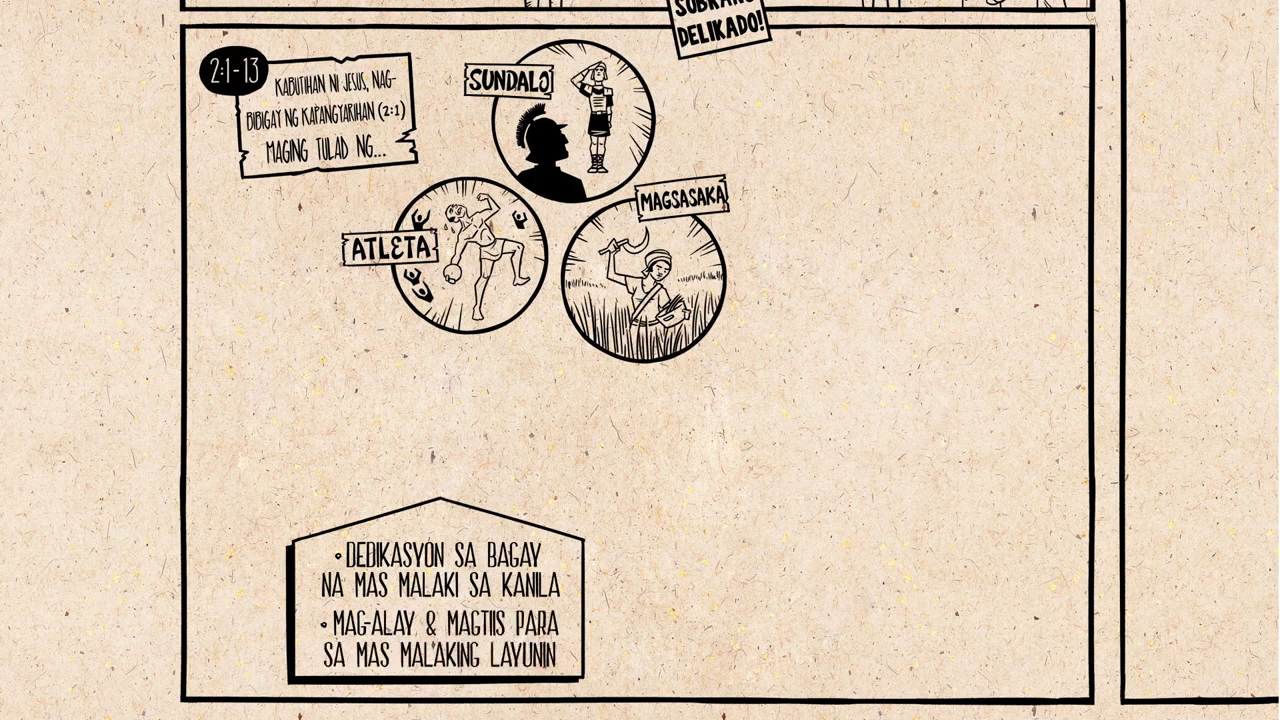 SOBRANG
DELIKADO!
2:1-13
KABUTIHAN NI JESUS, NAG-
BIBIGAY NG KAPANGYARIHAN (2:1)
MAGING TULAD NG...
SUNDALO
MAGSASAKA
ATLETA
• DEDIKASYON SA BAGAY
NA MAS MALAKI SA KANILA
• MAG-ALAY & MAGTIIS PARA
SA MAS MALAKING LAYUNIN